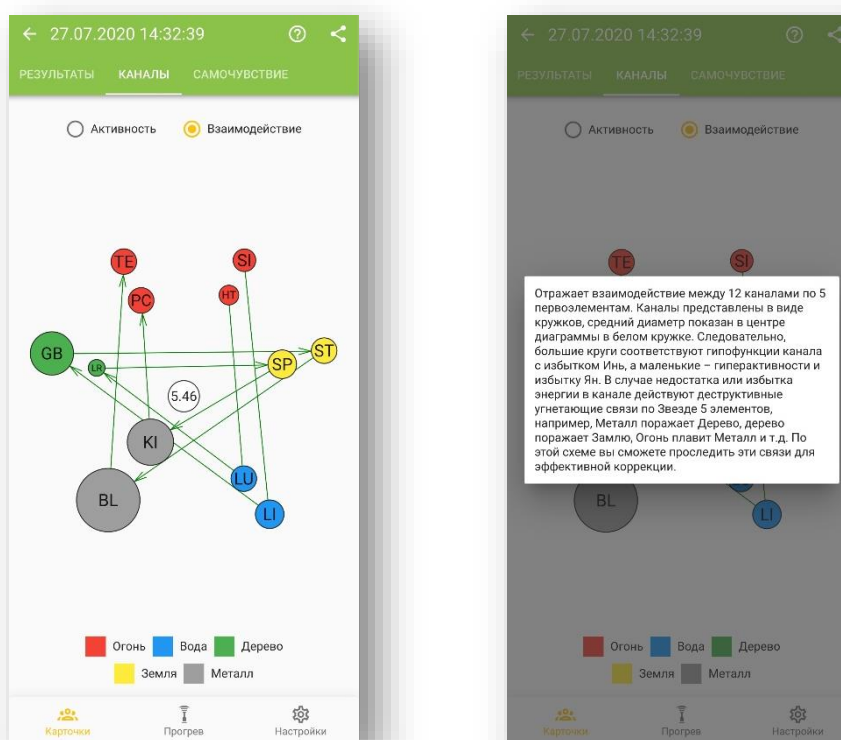 27.07.2020 14:32:39
РЕЗУЛЬТАТЫ КАНАЛЫ САМОЧУВСТВИЕ
Активность Взаимодействие
TE SI
PC HT
GB ST
LR SP
5.46
KI
LU
BL LI
Огонь Вода Дерево
Земля Металл
Карточки Прогрев Настройки
27.07.2020 14:32:39
РЕЗУЛЬТАТЫ КАНАЛЫ САМОЧУВСТВИЕ
Активность Взаимодействие
TE SI
Отражает взаимодействие между 12 каналами по 5
первоэлементам. Каналы представлены в виде
кружков, средний диаметр показан в центре
диаграммы в белом кружке. Следовательно,
большие круги соответствуют гипофункции канала
с избытком Инь, а маленькие – гиперактивности и
избытку Ян. В случае недостатка или избытка
энергии в канале действуют деструктивные
угнетающие связи по Звезде 5 элементов,
например, Металл поражает Дерево, дерево
поражает Замлю, Огонь плавит Металл и т.д. По
этой схеме вы сможете проследить эти связи для
эффективной коррекции.
BL LI
Огонь Вода Дерево
Земля Металл
Карточки Прогрев Настройки